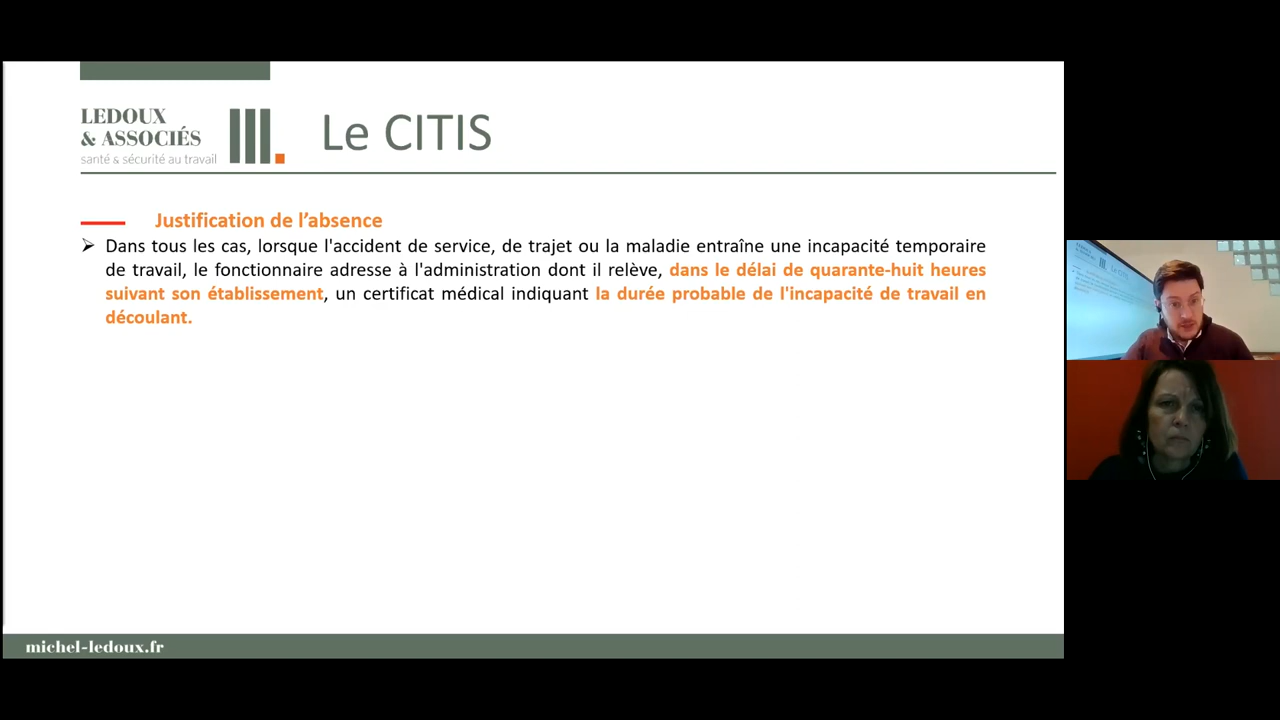 LEDOUX
& ASSOCIÉS
santé & sécurité au travail
Le CITIS
Justification de l’absence
➢ Dans tous les cas, lorsque l'accident de service, de trajet ou la maladie entraîne une incapacité temporaire
de travail, le fonctionnaire adresse à l'administration dont il relève, dans le délai de quarante-huit heures
suivant son établissement, un certificat médical indiquant la durée probable de l'incapacité de travail en
découlant.
michel-ledoux.fr